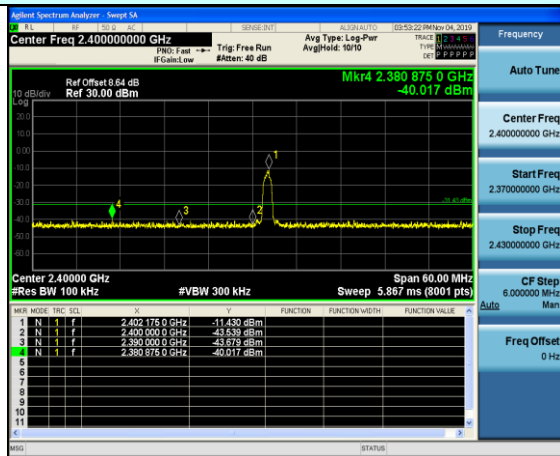 Agilent Spectrum Analyzer - Swept SA
RL RF 50 Ω AC SENSE:INT ALIGN AUTO 03:53:22 PM Nov 04, 2019
Center Freq 2.400000000 GHz
PNO: Fast
IFGain:Low
Trig: Free Run
#Atten: 40 dB
Avg Type: Log-Pwr
Avg|Hold: 10/10
TRACE 1 2 3 4 5 6
TYPE M
DET P P P P P P
Frequency
Ref Offset 8.64 dB
Ref 30.00 dBm
Mkr4 2.380 875 0 GHz
-40.017 dBm
10 dB/div
Log
20.0
10.0
0.00
-10.0
-20.0
-30.0
-40.0
-50.0
-60.0
1
2
3
4
-31.43 dBm
Center 2.40000 GHz
#Res BW 100 kHz
#VBW 300 kHz
Span 60.00 MHz
Sweep 5.867 ms (8001 pts)
MKR MODE TRC SCL X Y FUNCTION FUNCTION WIDTH FUNCTION VALUE
1 N 1 f 2.402 175 0 GHz -11.430 dBm
2 N 1 f 2.400 000 0 GHz -43.539 dBm
3 N 1 f 2.390 000 0 GHz -43.679 dBm
4 N 1 f 2.380 875 0 GHz -40.017 dBm
5
6
7
8
9
10
11
MSG STATUS
Auto Tune
Center Freq
2.400000000 GHz
Start Freq
2.370000000 GHz
Stop Freq
2.430000000 GHz
CF Step
6.000000 MHz
Auto Man
Freq Offset
0 Hz